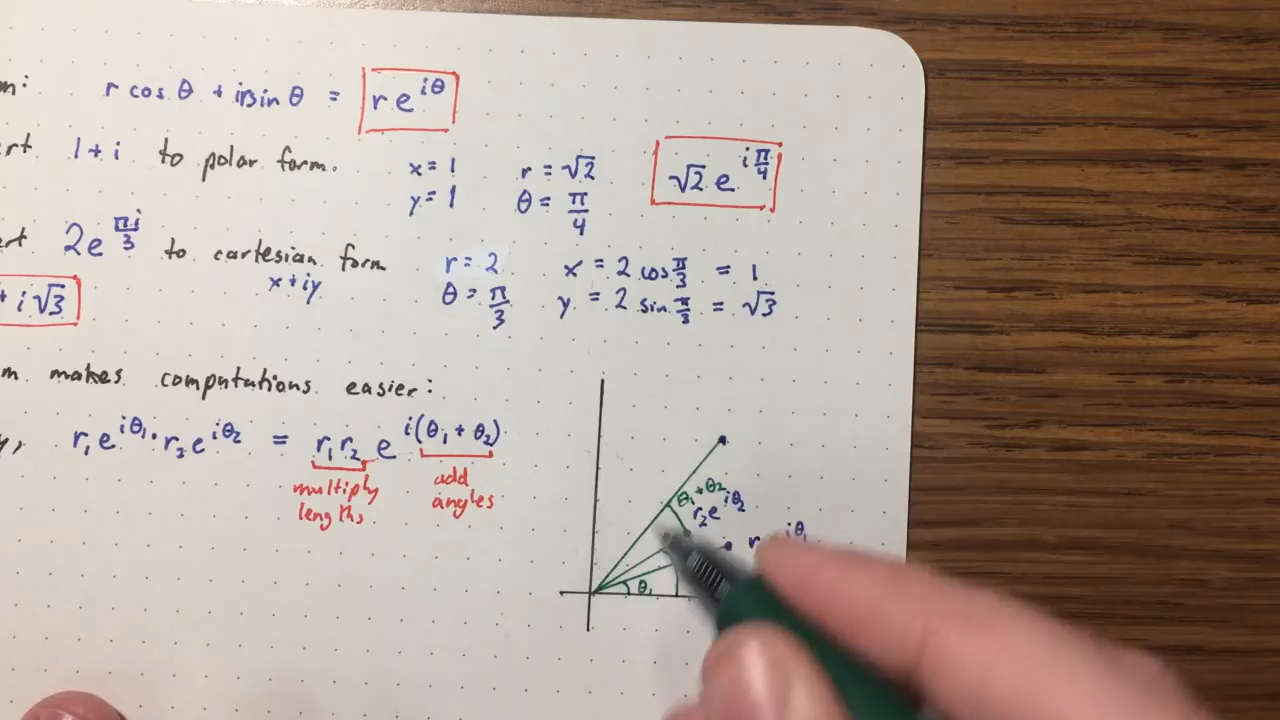 r cos θ + i r sin θ = r e^{iθ}
1 + i to polar form. x = 1 r = √2 √2 e^{iπ/4}
y = 1 θ = π/4
2e^{πi/3} to cartesian form r = 2 x = 2 cos π/3 = 1
x + iy θ = π/3 y = 2 sin π/3 = √3
+ i√3
makes computations easier:
r₁e^{iθ₁} · r₂e^{iθ₂} = r₁r₂ e^{i(θ₁ + θ₂)}
multiply lengths
add angles
θ₁ + θ₂
r₂e^{iθ₂}
θ₁